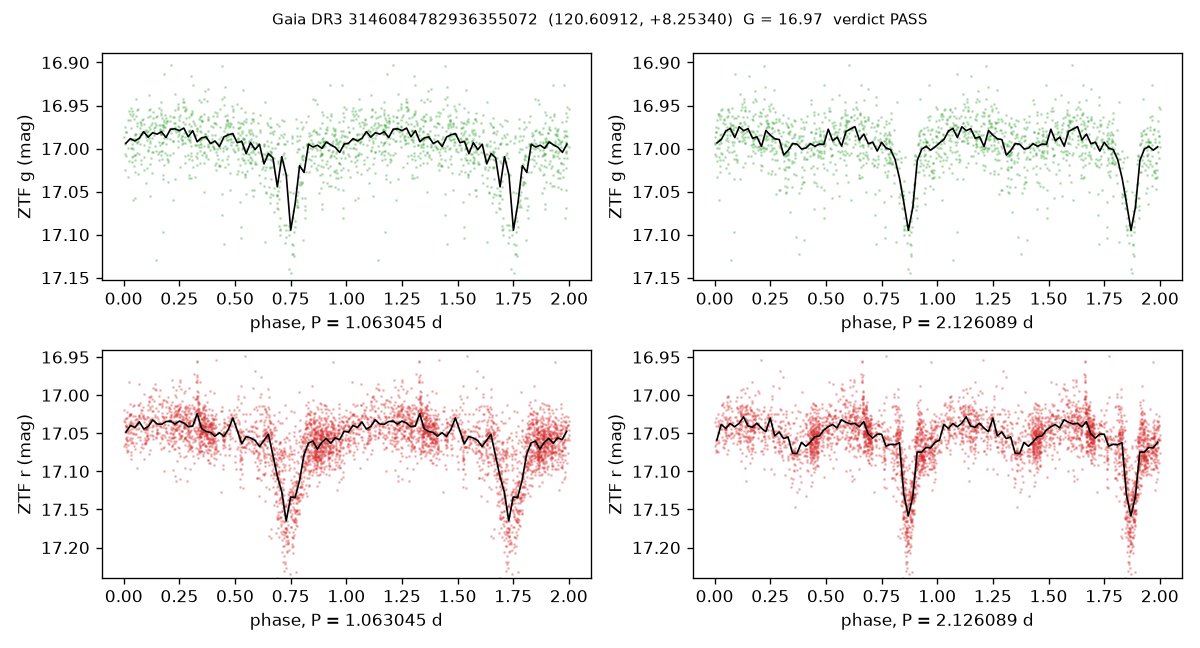 Gaia DR3 3146084782936355072  (120.60912, +8.25340)  G = 16.97  verdict PASS
ZTF g (mag)
16.90
16.95
17.00
17.05
17.10
17.15
0.00 0.25 0.50 0.75 1.00 1.25 1.50 1.75 2.00
phase, P = 1.063045 d
ZTF g (mag)
16.90
16.95
17.00
17.05
17.10
17.15
0.00 0.25 0.50 0.75 1.00 1.25 1.50 1.75 2.00
phase, P = 2.126089 d
ZTF r (mag)
16.95
17.00
17.05
17.10
17.15
17.20
0.00 0.25 0.50 0.75 1.00 1.25 1.50 1.75 2.00
phase, P = 1.063045 d
ZTF r (mag)
16.95
17.00
17.05
17.10
17.15
17.20
0.00 0.25 0.50 0.75 1.00 1.25 1.50 1.75 2.00
phase, P = 2.126089 d